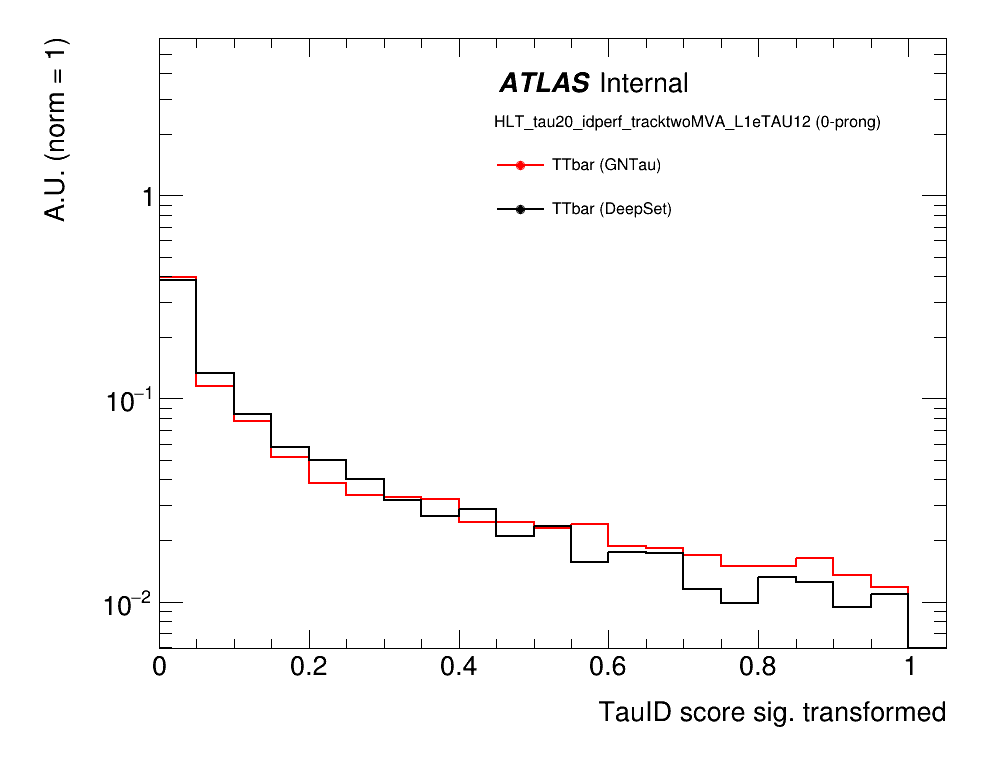 A.U. (norm = 1)
ATLAS Internal
HLT_tau20_idperf_tracktwoMVA_L1eTAU12 (0-prong)
TTbar (GNTau)
TTbar (DeepSet)
1
10⁻¹
10⁻²
0 0.2 0.4 0.6 0.8 1
TauID score sig. transformed